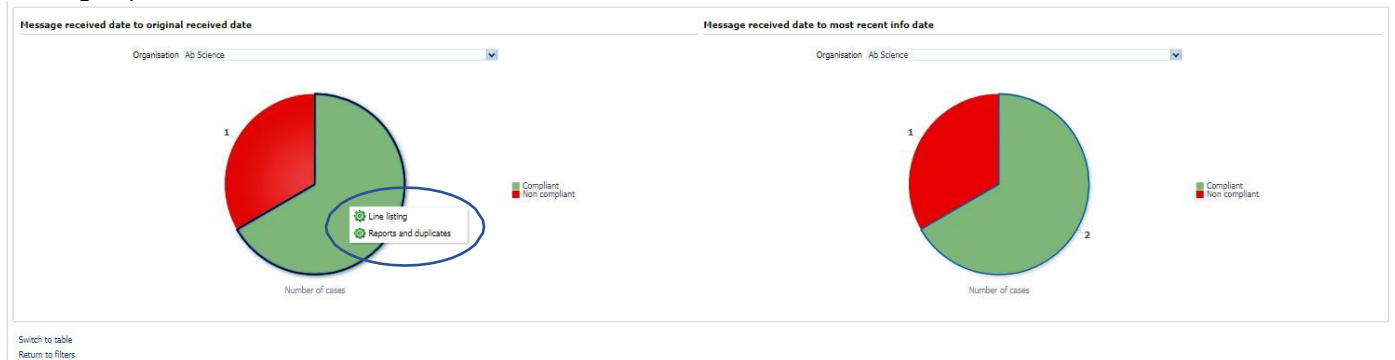 Message received date to original received date
Organisation Ab Science
1
Line listing
Reports and duplicates
Compliant
Non compliant
Number of cases
Message received date to most recent info date
Organisation Ab Science
1
2
Compliant
Non compliant
Number of cases
Switch to table
Return to filters